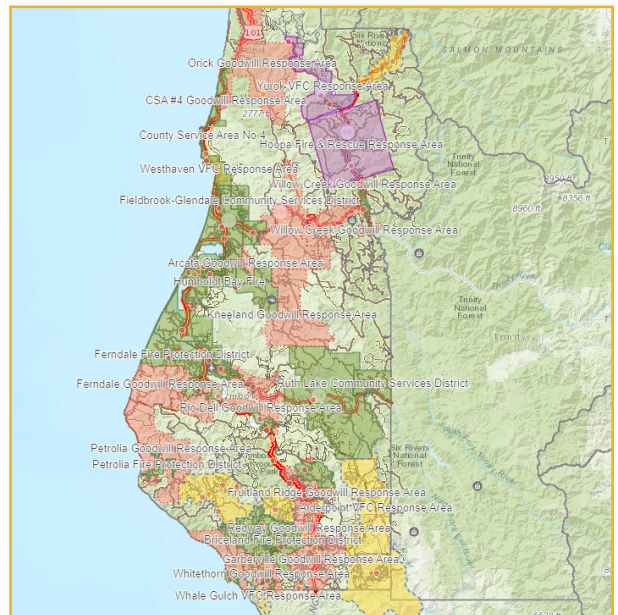 101
Six Rivers
SALMON MOUNTAINS
Orick Goodwill Response Area
Yurok VFC Response Area
CSA #4 Goodwill Response Area
2777 ft
County Service Area No 4
Hoopa Fire & Rescue Response Area
Trinity
National
Forest
Westhaven VFC Response Area
8950 ft
Willow Creek Goodwill Response Area
8356 ft
Fieldbrook-Glendale Community Services District
8960 ft
Willow Creek Goodwill Response Area
Arcata Goodwill Response Area
Trinity River
Humboldt Bay Fire
Trinity
National
Forest
Kneeland Goodwill Response Area
Trinity
Ferndale Fire Protection District
Ferndale Goodwill Response Area
Ruth Lake Community Services District
Rio Dell Goodwill Response Area
Petrolia Goodwill Response Area
Six Rivers
National
Forest
Petrolia Fire Protection District
Park
Fruitland Ridge Goodwill Response Area
Alderpoint VFC Response Area
Redway Goodwill Response Area
Briceland Fire Protection District
Garberville Goodwill Response Area
Whitethorn Goodwill Response Area
Whale Gulch VFC Response Area